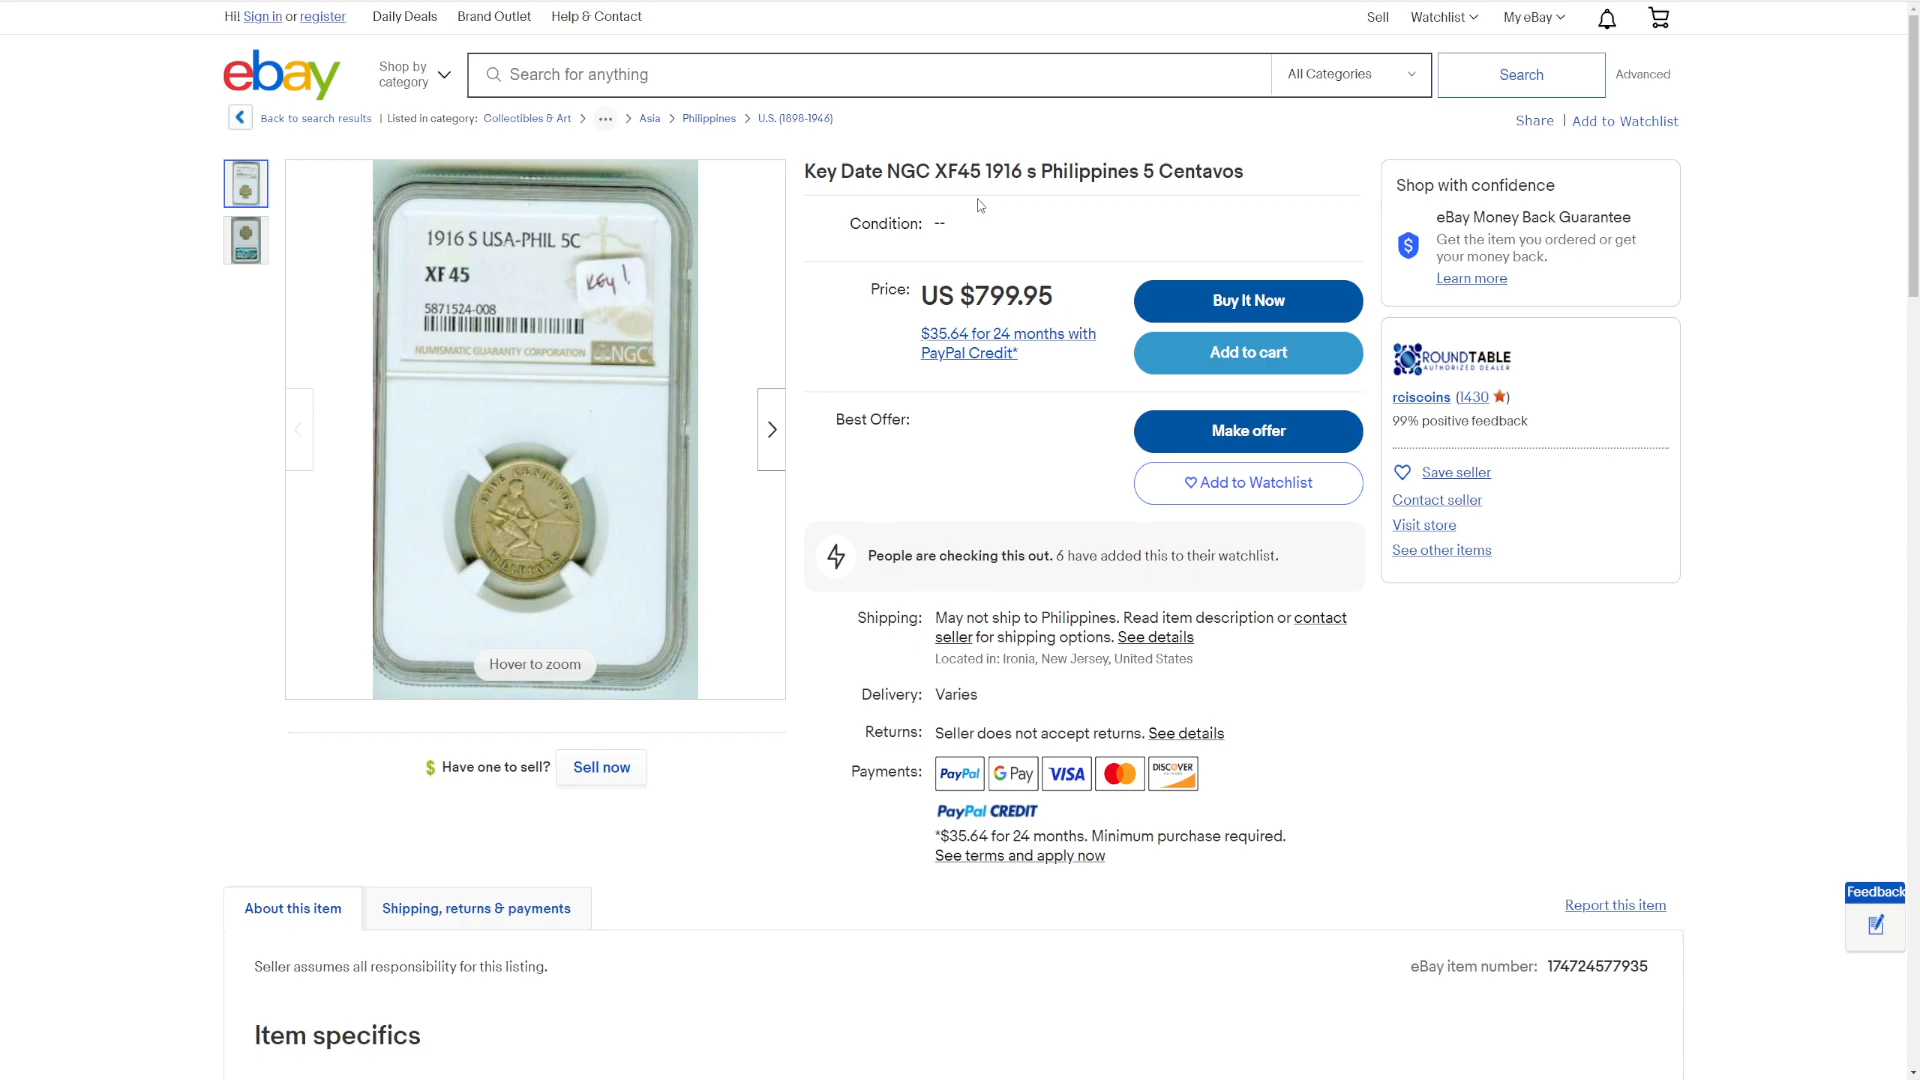 Hi! Sign in or register Daily Deals Brand Outlet Help & Contact Sell Watchlist My eBay
ebay Shop by category Search for anything All Categories Search Advanced
Back to search results | Listed in category: Collectibles & Art > ... > Asia > Philippines > U.S. (1898-1946) Share | Add to Watchlist
Key Date NGC XF45 1916 s Philippines 5 Centavos
Condition: --
Price: US $799.95
$35.64 for 24 months with
PayPal Credit*
Buy It Now
Add to cart
Best Offer:
Make offer
Add to Watchlist
People are checking this out. 6 have added this to their watchlist.
Shipping: May not ship to Philippines. Read item description or contact
seller for shipping options. See details
Located in: Ironia, New Jersey, United States
Delivery: Varies
Returns: Seller does not accept returns. See details
Payments: PayPal G Pay VISA DISCOVER
PayPal CREDIT
*$35.64 for 24 months. Minimum purchase required.
See terms and apply now
1916 S USA-PHIL 5C
XF 45
Key!
5871524-008
NUMISMATIC GUARANTY CORPORATION NGC
FIVE CENTAVOS
FILIPINAS
Hover to zoom
$ Have one to sell? Sell now
Shop with confidence
eBay Money Back Guarantee
Get the item you ordered or get
your money back.
Learn more
ROUNDTABLE
AUTHORIZED DEALER
rciscoins (1430)
99% positive feedback
Save seller
Contact seller
Visit store
See other items
About this item Shipping, returns & payments Report this item
Feedback
Seller assumes all responsibility for this listing. eBay item number: 174724577935
Item specifics